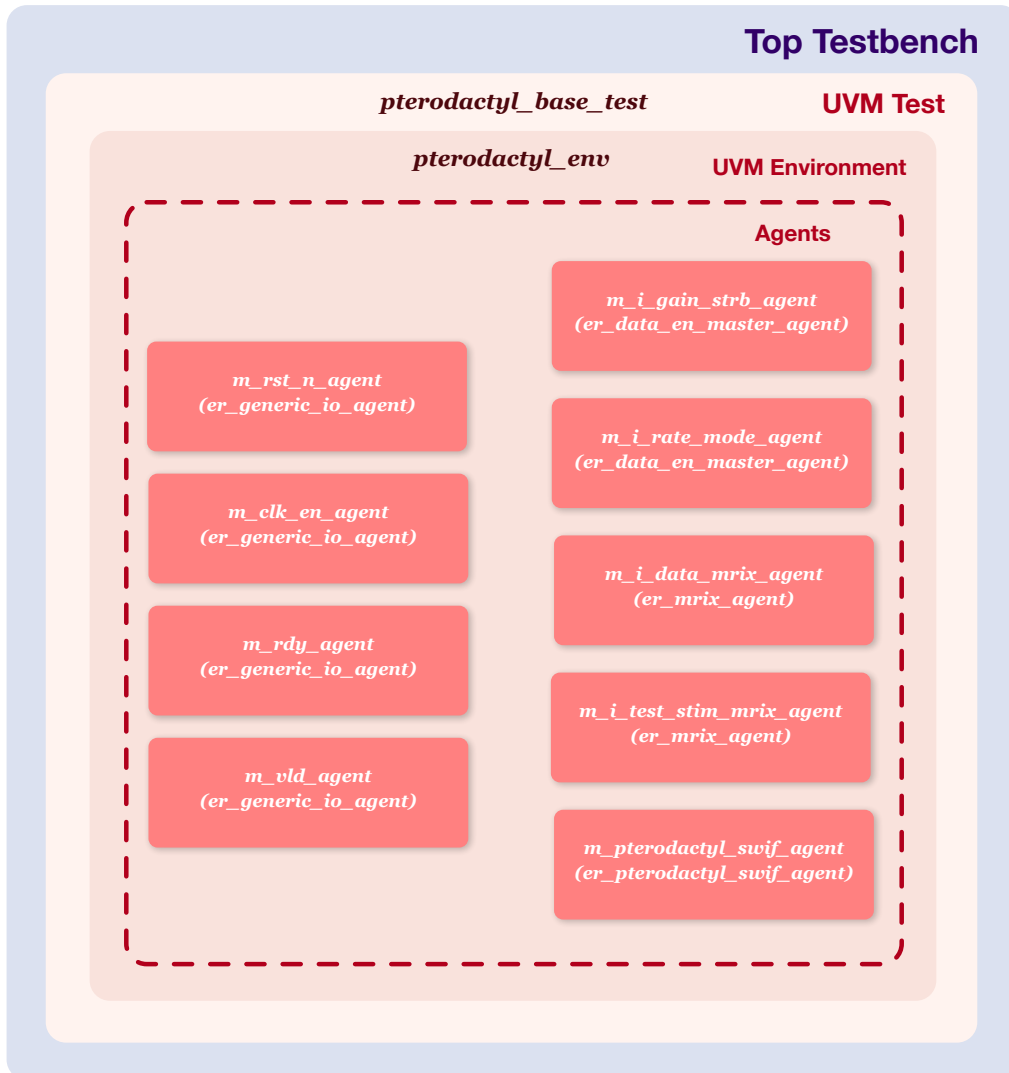 Top Testbench
pterodactyl_base_test
UVM Test
pterodactyl_env
UVM Environment
Agents
m_rst_n_agent
(er_generic_io_agent)
m_clk_en_agent
(er_generic_io_agent)
m_rdy_agent
(er_generic_io_agent)
m_vld_agent
(er_generic_io_agent)
m_i_gain_strb_agent
(er_data_en_master_agent)
m_i_rate_mode_agent
(er_data_en_master_agent)
m_i_data_mrix_agent
(er_mrix_agent)
m_i_test_stim_mrix_agent
(er_mrix_agent)
m_pterodactyl_swif_agent
(er_pterodactyl_swif_agent)